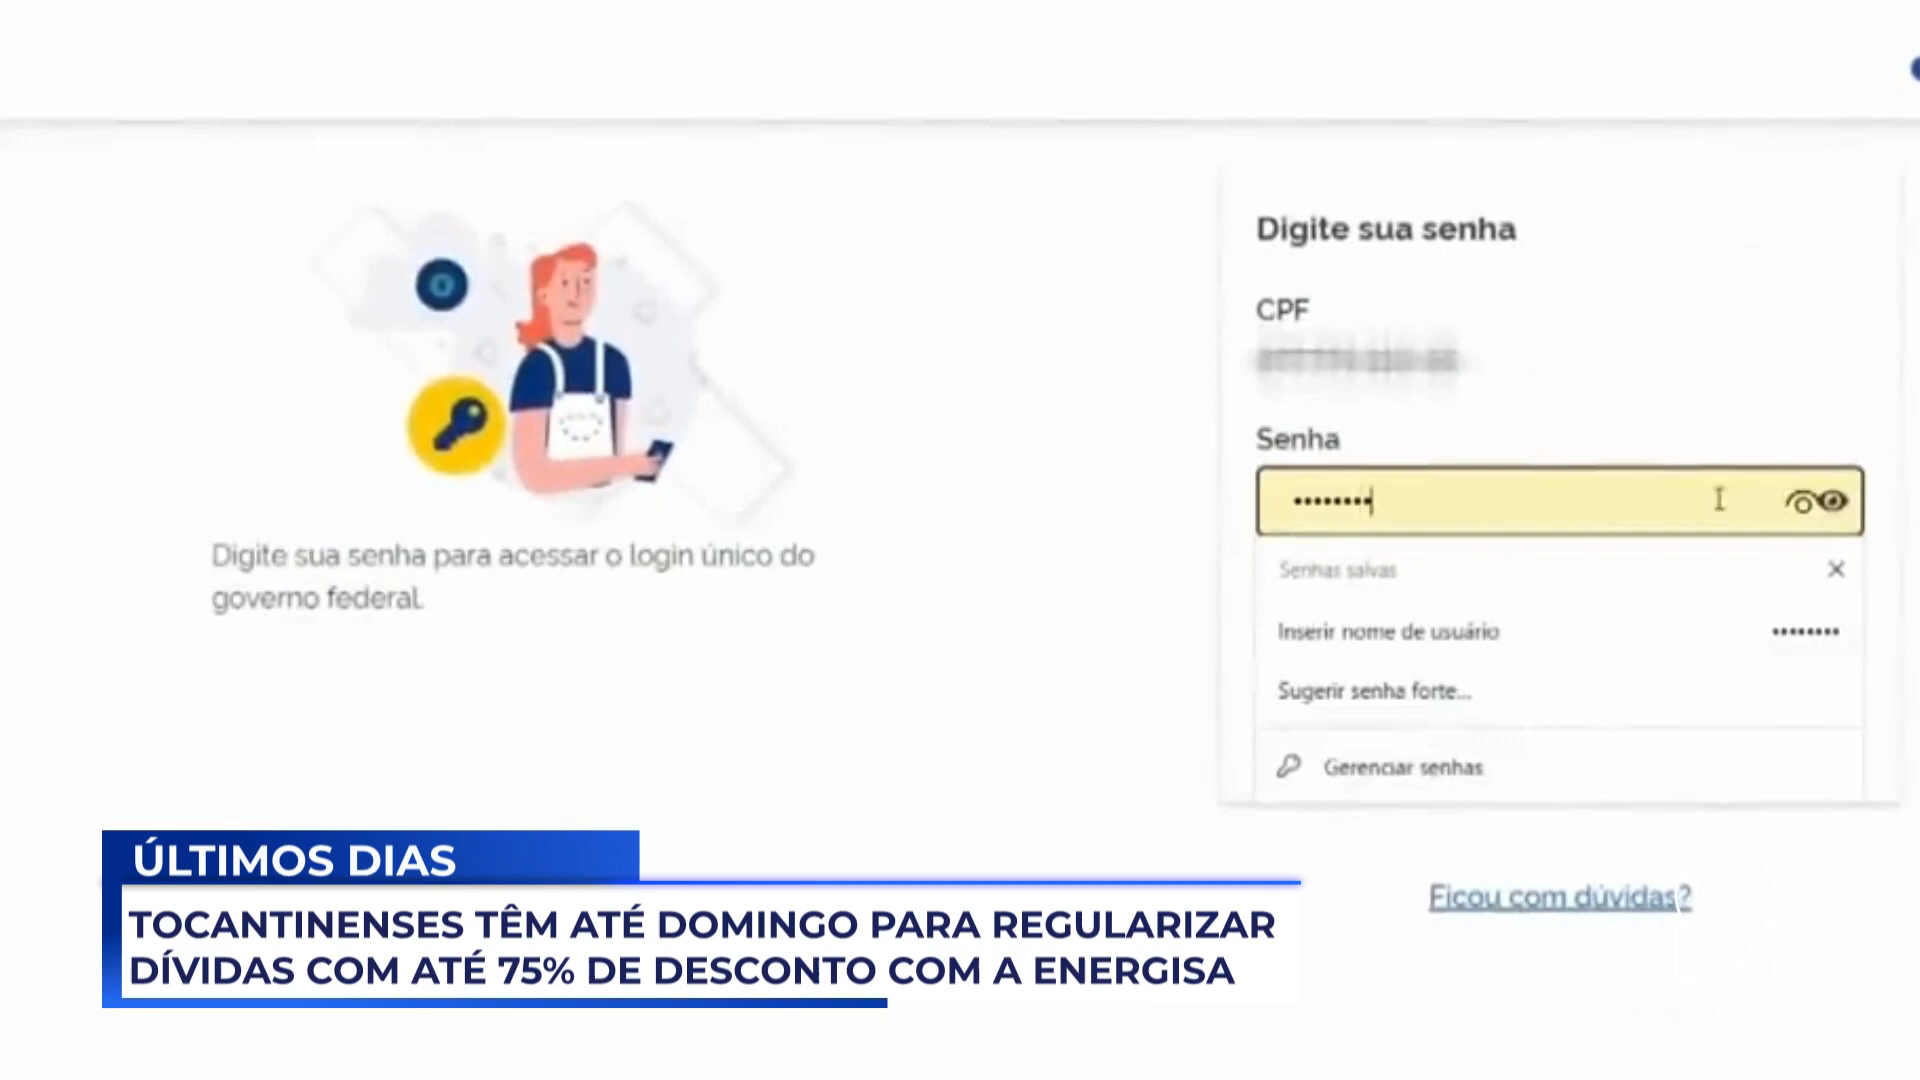 Digite sua senha
CPF
Senha
••••••••
Senhas salvas
Inserir nome de usuário ••••••••
Sugerir senha forte...
Gerenciar senhas
Digite sua senha para acessar o login único do
governo federal.
Ficou com dúvidas?
ÚLTIMOS DIAS
TOCANTINENSES TÊM ATÉ DOMINGO PARA REGULARIZAR
DÍVIDAS COM ATÉ 75% DE DESCONTO COM A ENERGISA